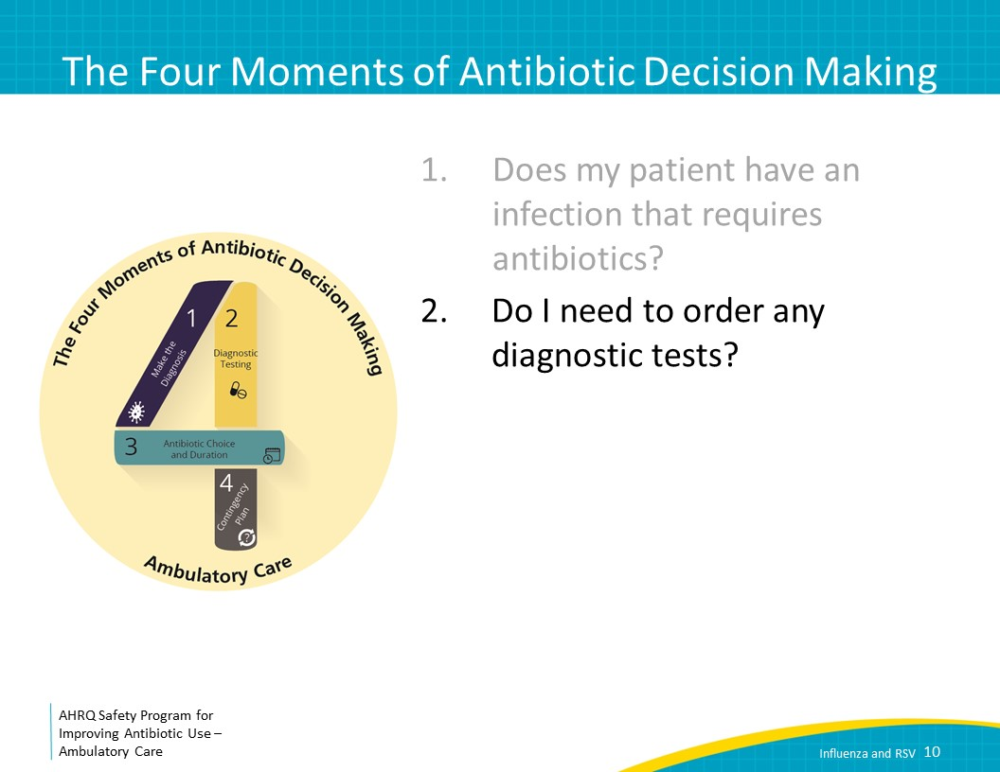 The Four Moments of Antibiotic Decision Making
1. Does my patient have an
infection that requires
antibiotics?
2. Do I need to order any
diagnostic tests?
The Four Moments of Antibiotic Decision Making
1
Make the
Diagnosis
2
Diagnostic
Testing
3
Antibiotic Choice
and Duration
4
Contingency
Plan
?
Ambulatory Care
AHRQ Safety Program for
Improving Antibiotic Use –
Ambulatory Care
Influenza and RSV 10